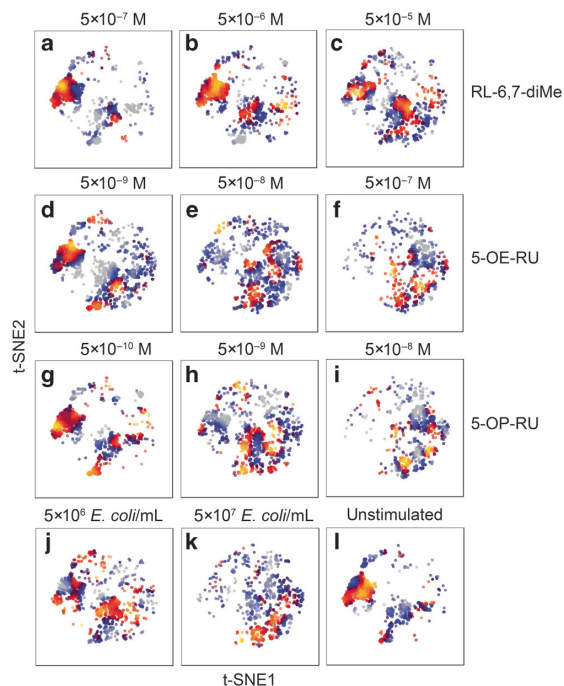 5×10⁻⁷ M 5×10⁻⁶ M 5×10⁻⁵ M
a b c
RL-6,7-diMe
5×10⁻⁹ M 5×10⁻⁸ M 5×10⁻⁷ M
d e f
5-OE-RU
t-SNE2
5×10⁻¹⁰ M 5×10⁻⁹ M 5×10⁻⁸ M
g h i
5-OP-RU
5×10⁶ E. coli/mL 5×10⁷ E. coli/mL Unstimulated
j k l
t-SNE1